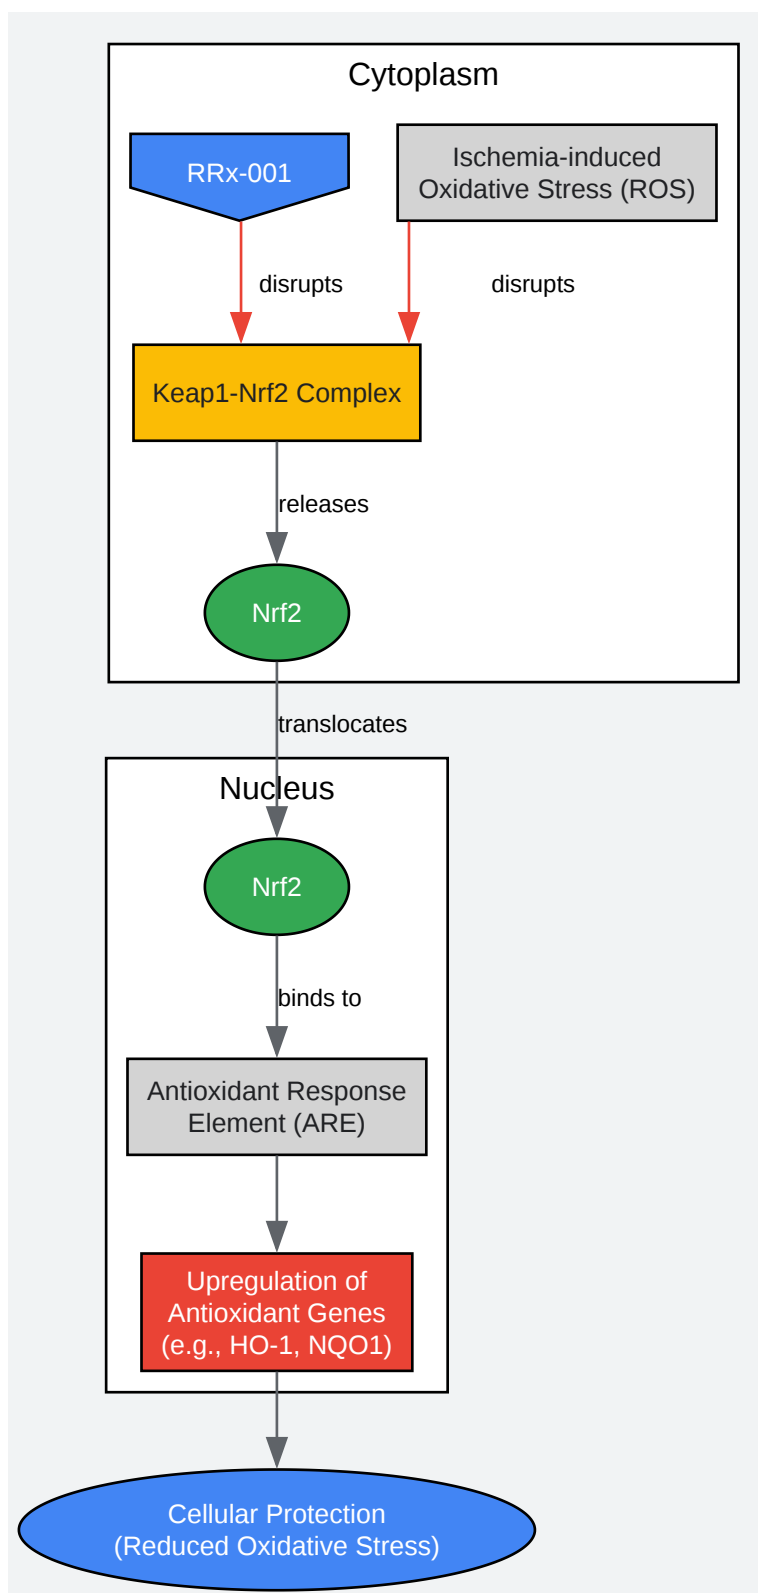 Cytoplasm
RRx-001
Ischemia-induced
Oxidative Stress (ROS)
disrupts
disrupts
Keap1-Nrf2 Complex
releases
Nrf2
translocates
Nucleus
Nrf2
binds to
Antioxidant Response
Element (ARE)
Upregulation of
Antioxidant Genes
(e.g., HO-1, NQO1)
Cellular Protection
(Reduced Oxidative Stress)